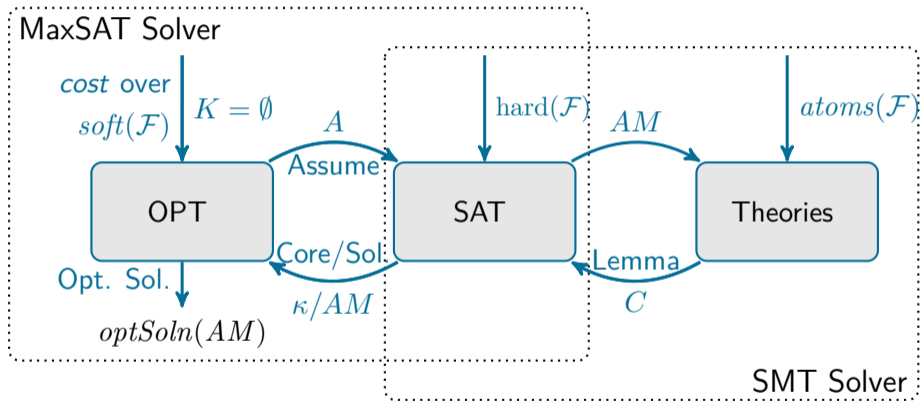 MaxSAT Solver
cost over
soft(𝓕)
K = ∅
hard(𝓕)
atoms(𝓕)
A
Assume
AM
OPT
SAT
Theories
Core/Sol
κ/AM
Lemma
C
Opt. Sol.
optSoln(AM)
SMT Solver